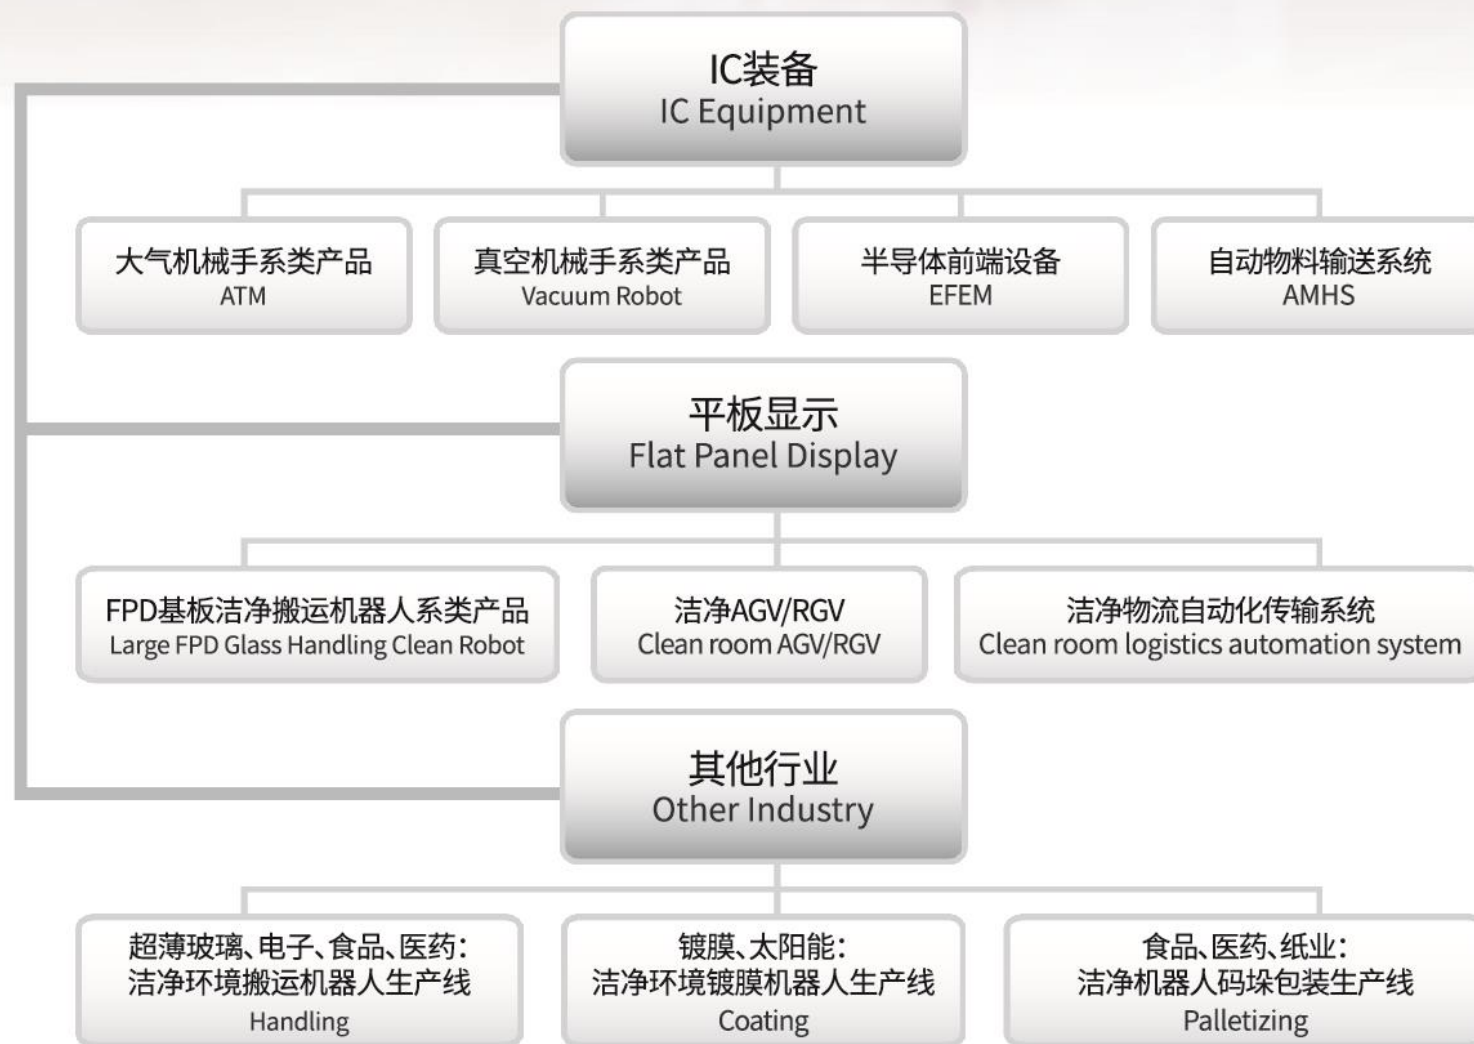 IC装备
IC Equipment
大气机械手系类产品
ATM
真空机械手系类产品
Vacuum Robot
半导体前端设备
EFEM
自动物料输送系统
AMHS
平板显示
Flat Panel Display
FPD基板洁净搬运机器人系类产品
Large FPD Glass Handling Clean Robot
洁净AGV/RGV
Clean room AGV/RGV
洁净物流自动化传输系统
Clean room logistics automation system
其他行业
Other Industry
超薄玻璃、电子、食品、医药：
洁净环境搬运机器人生产线
Handling
镀膜、太阳能：
洁净环境镀膜机器人生产线
Coating
食品、医药、纸业：
洁净机器人码垛包装生产线
Palletizing